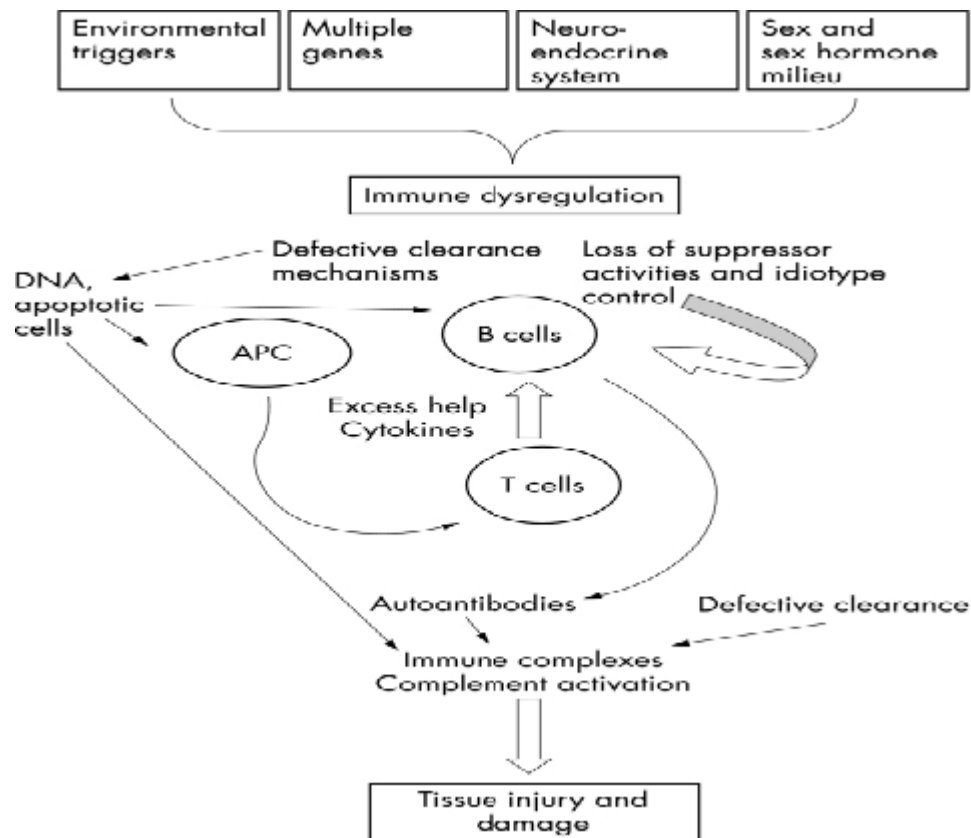 Environmental
triggers
Multiple
genes
Neuro-
endocrine
system
Sex and
sex hormone
milieu
Immune dysregulation
Defective clearance
mechanisms
Loss of suppressor
activities and idiotype
control
DNA,
apoptotic
cells
APC
B cells
Excess help
Cytokines
T cells
Autoantibodies
Defective clearance
Immune complexes
Complement activation
Tissue injury and
damage